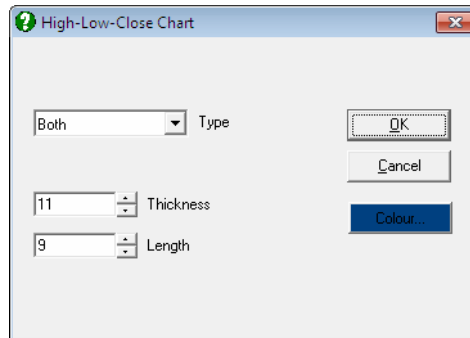 High-Low-Close Chart
Both
Type
OK
Cancel
11
Thickness
Colour...
9
Length